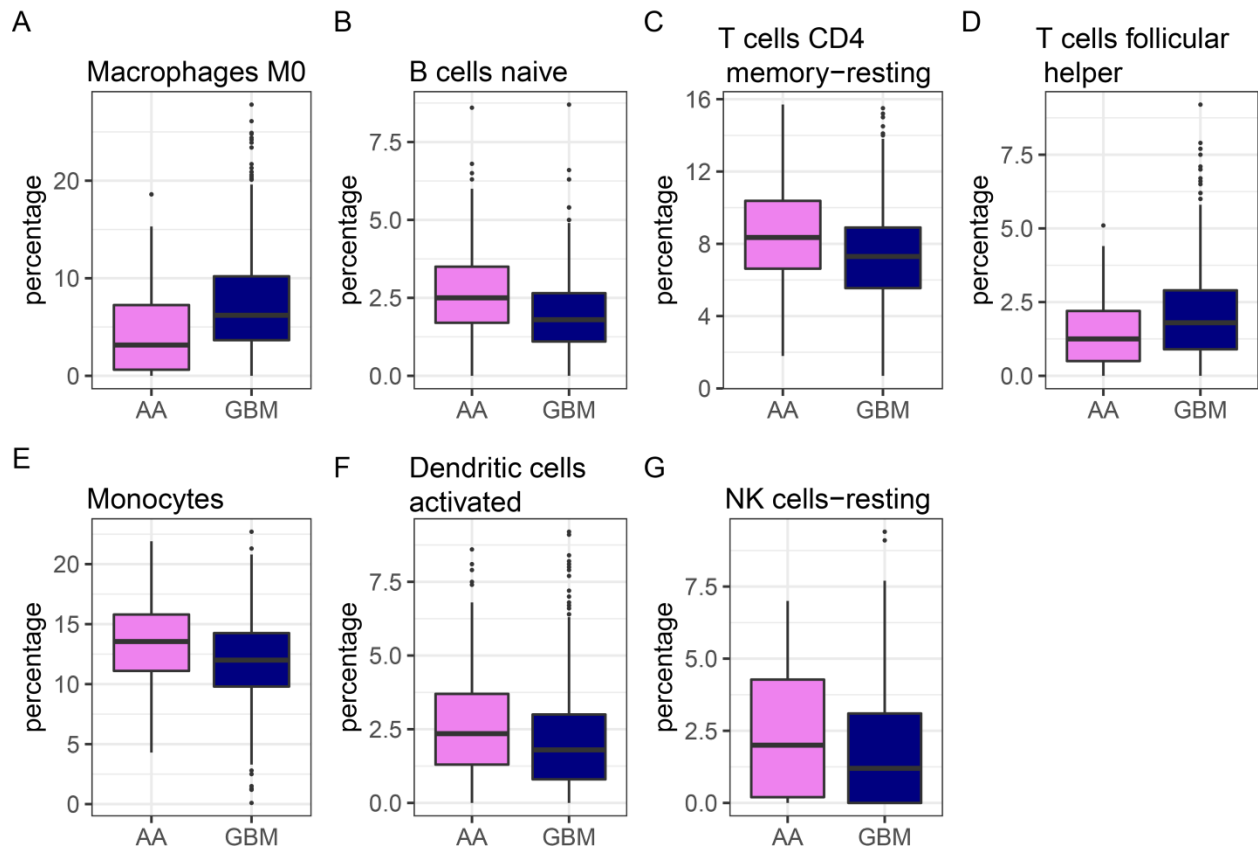 A
Macrophages M0
percentage
20
10
0
AA
GBM
B
B cells naive
percentage
7.5
5.0
2.5
0.0
AA
GBM
C
T cells CD4
memory−resting
percentage
16
12
8
4
0
AA
GBM
D
T cells follicular
helper
percentage
7.5
5.0
2.5
0.0
AA
GBM
E
Monocytes
percentage
20
15
10
5
0
AA
GBM
F
Dendritic cells
activated
percentage
7.5
5.0
2.5
0.0
AA
GBM
G
NK cells−resting
percentage
7.5
5.0
2.5
0.0
AA
GBM